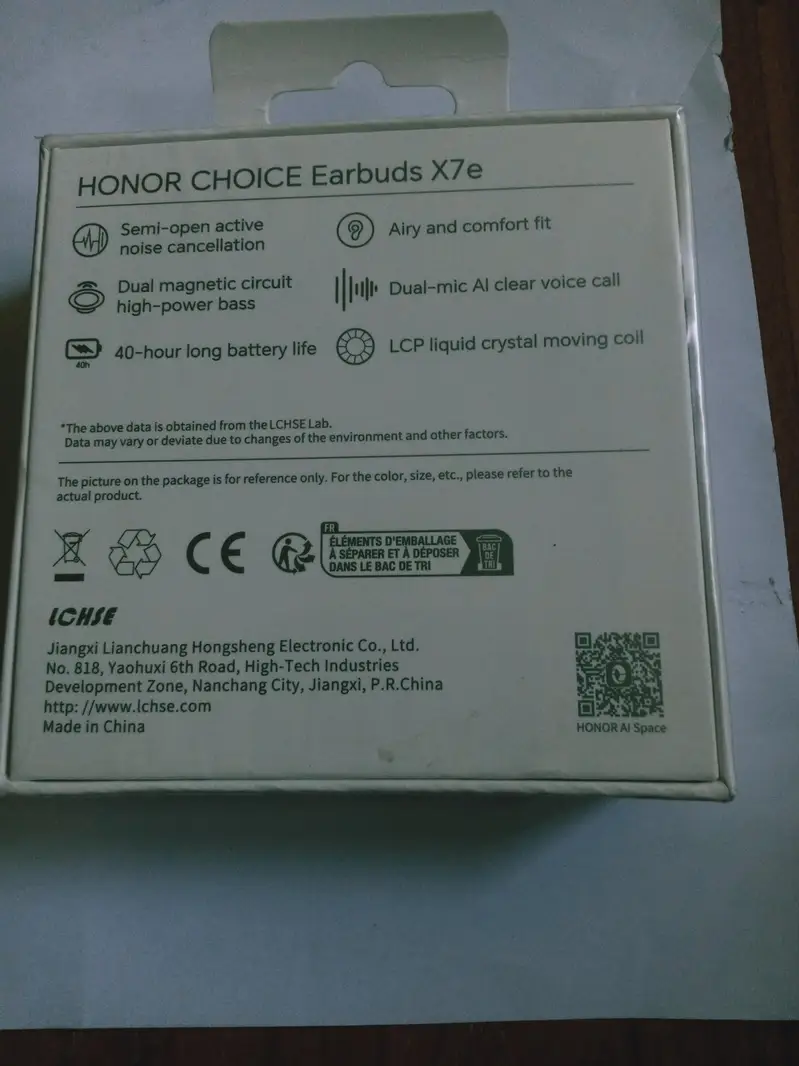 HONOR CHOICE Earbuds X7e
Semi-open active
noise cancellation
Airy and comfort fit
Dual magnetic circuit
high-power bass
Dual-mic AI clear voice call
40h
40-hour long battery life
LCP liquid crystal moving coil
*The above data is obtained from the LCHSE Lab.
Data may vary or deviate due to changes of the environment and other factors.
The picture on the package is for reference only. For the color, size, etc., please refer to the
actual product.
CE
FR
ÉLÉMENTS D'EMBALLAGE
À SÉPARER ET À DÉPOSER
DANS LE BAC DE TRI
BAC
DE
TRI
LCHSE
Jiangxi Lianchuang Hongsheng Electronic Co., Ltd.
No. 818, Yaohuxi 6th Road, High-Tech Industries
Development Zone, Nanchang City, Jiangxi, P.R.China
http: //www.lchse.com
Made in China
HONOR AI Space